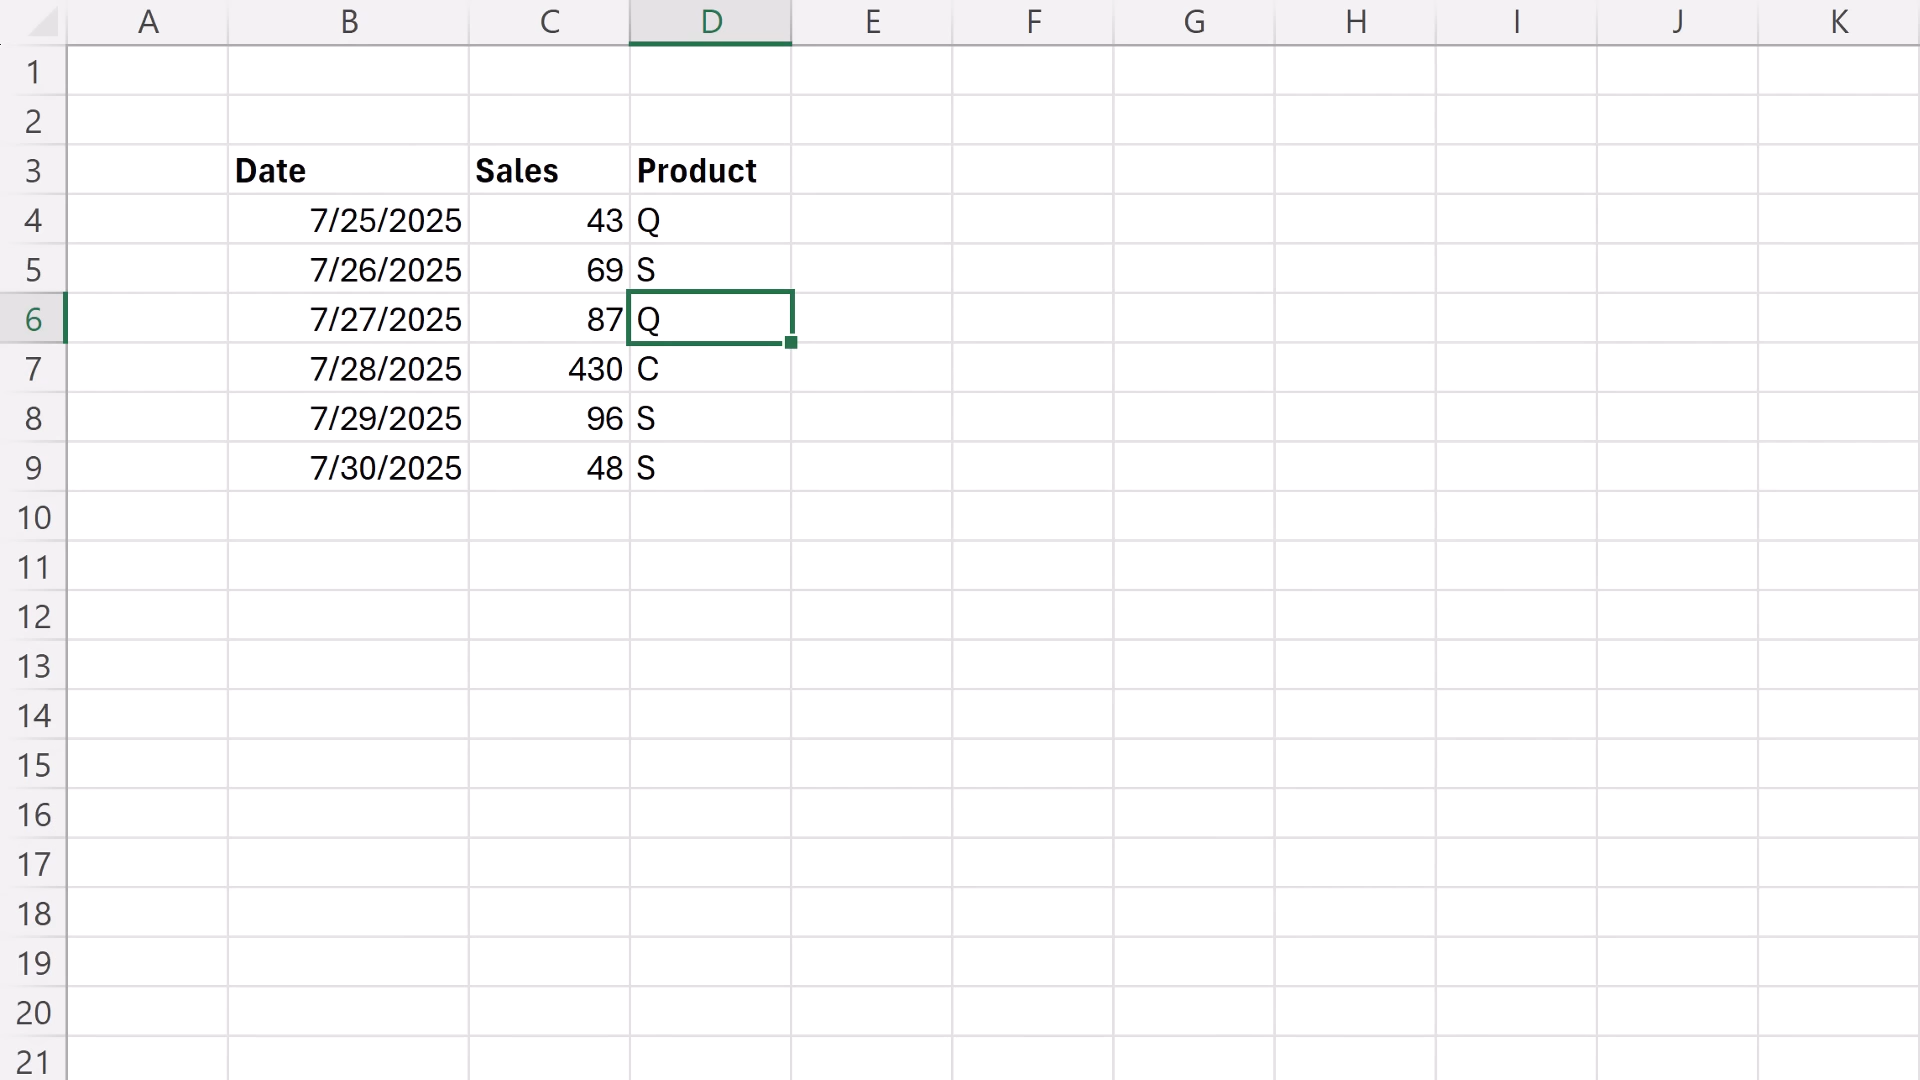 A B C D E F G H I J K
1
2
3 Date Sales Product
4 7/25/2025 43 Q
5 7/26/2025 69 S
6 7/27/2025 87 Q
7 7/28/2025 430 C
8 7/29/2025 96 S
9 7/30/2025 48 S
10
11
12
13
14
15
16
17
18
19
20
21